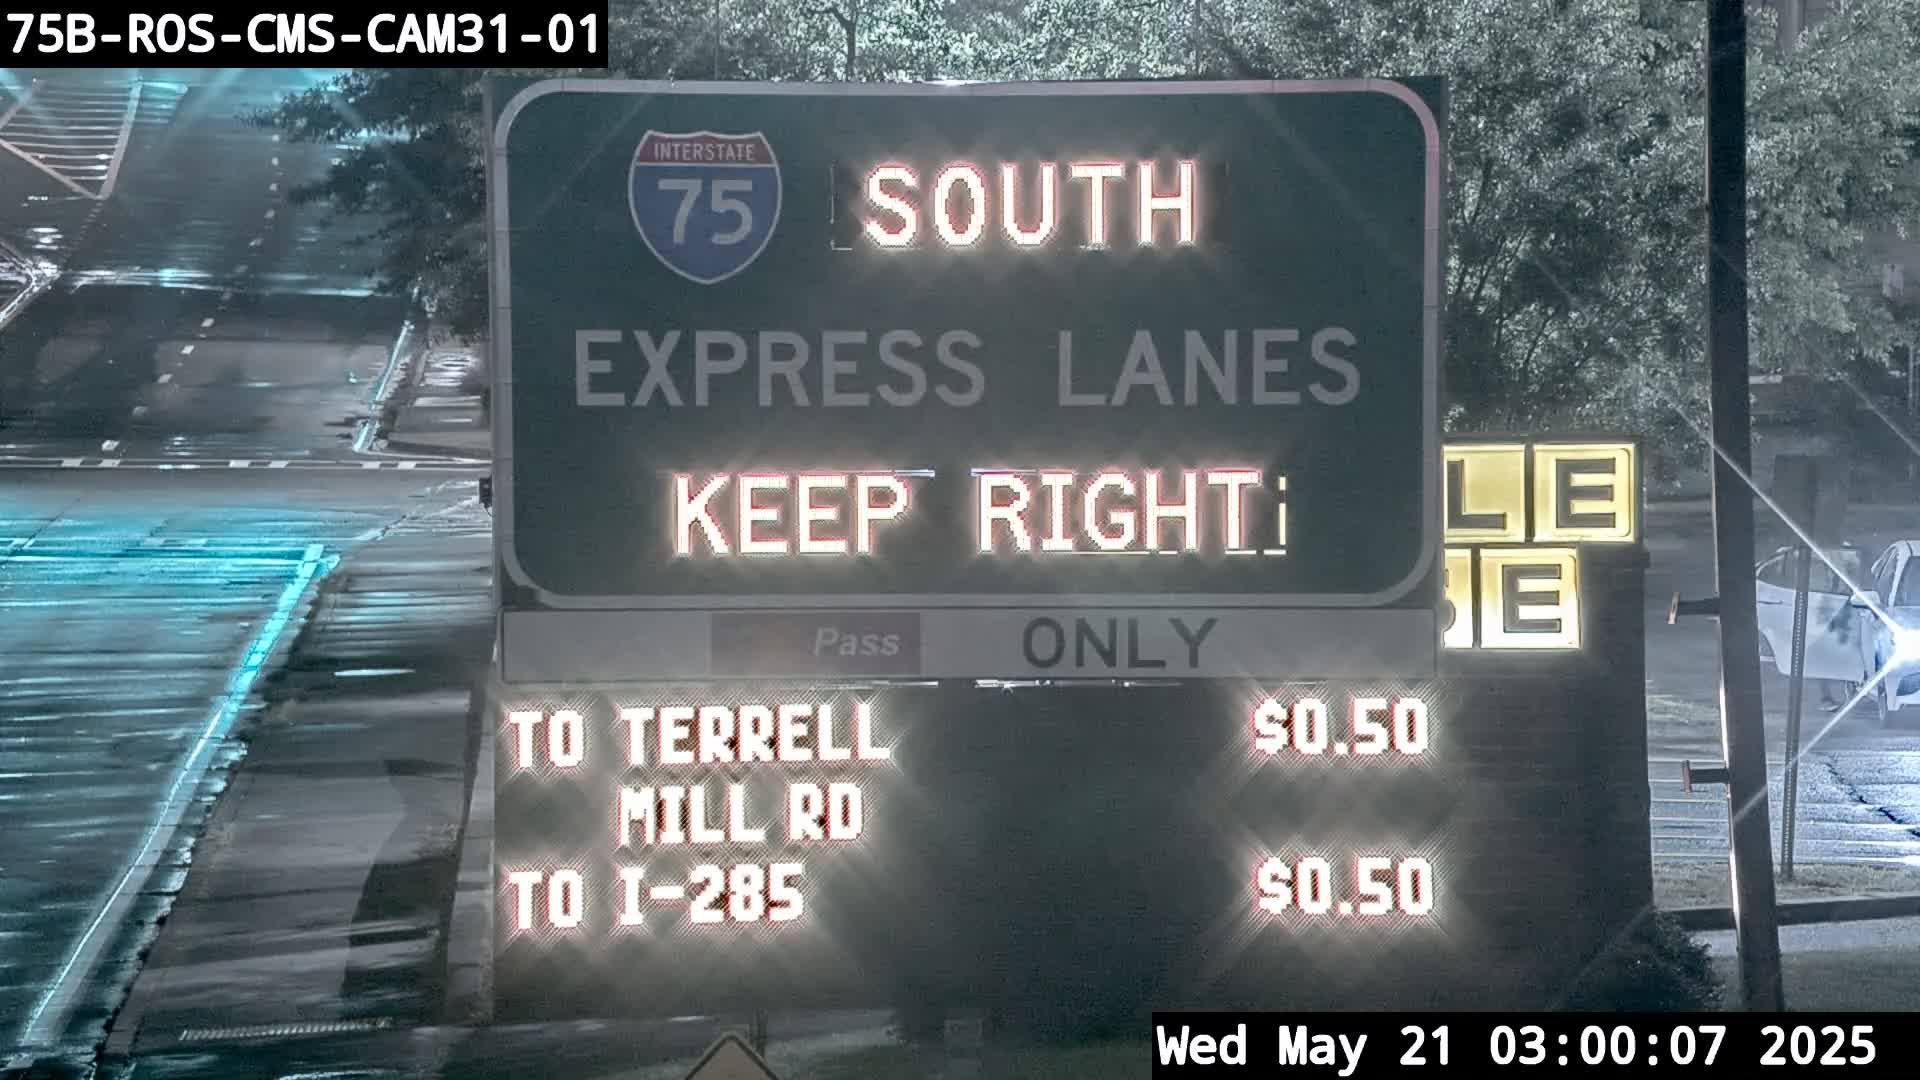 75B-ROS-CMS-CAM31-01
INTERSTATE
75
SOUTH
EXPRESS LANES
KEEP RIGHT
Pass ONLY
TO TERRELL $0.50
MILL RD
TO I-285 $0.50
LE
E
Wed May 21 03:00:07 2025